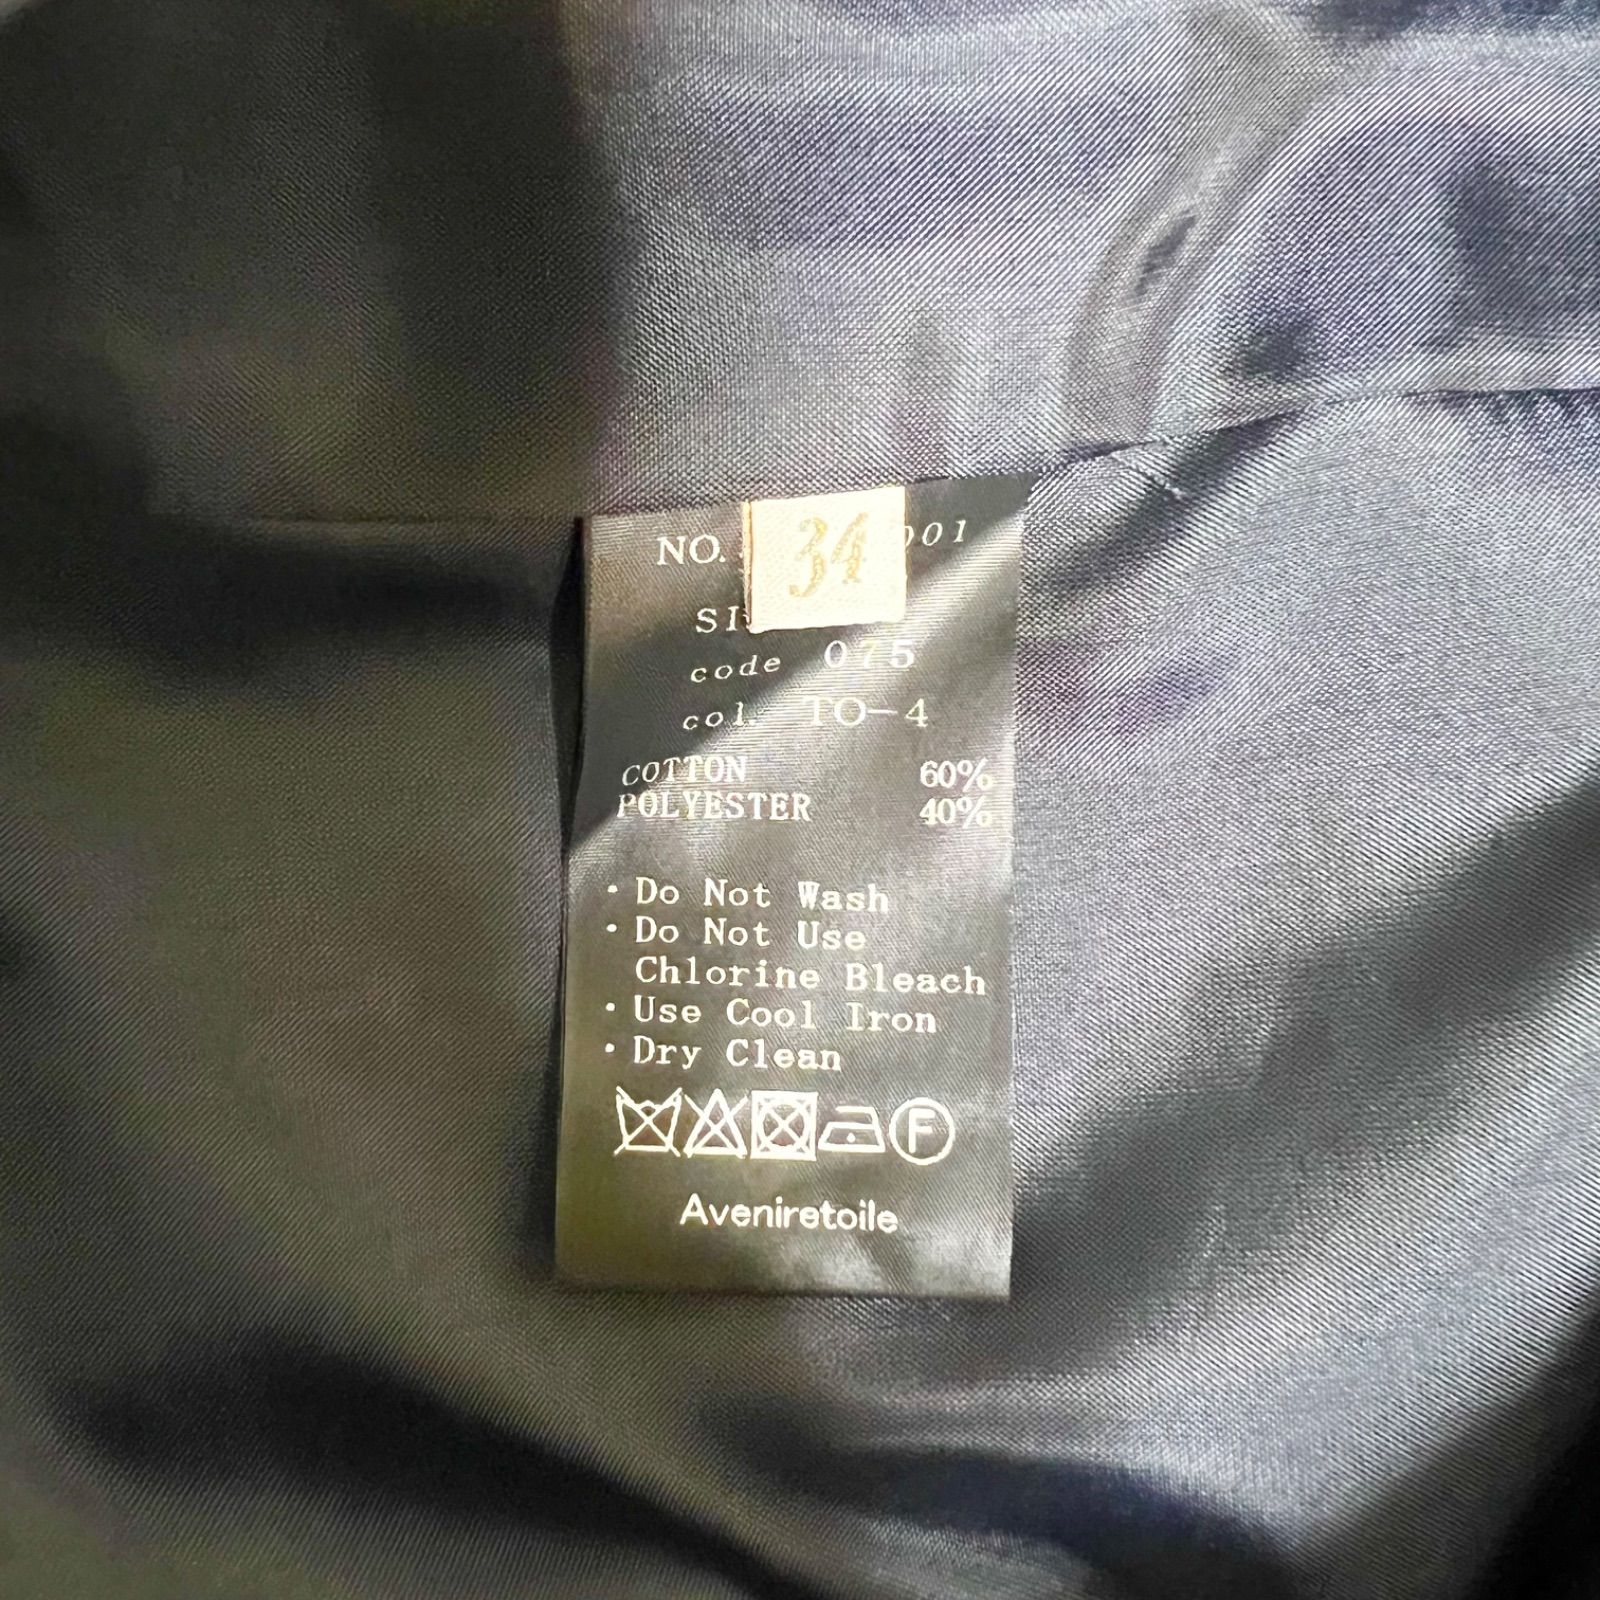 34
NO. 001
code 075
col. TO-4
COTTON 60%
POLYESTER 40%
・Do Not Wash
・Do Not Use
Chlorine Bleach
・Use Cool Iron
・Dry Clean
F
Aveniretoile